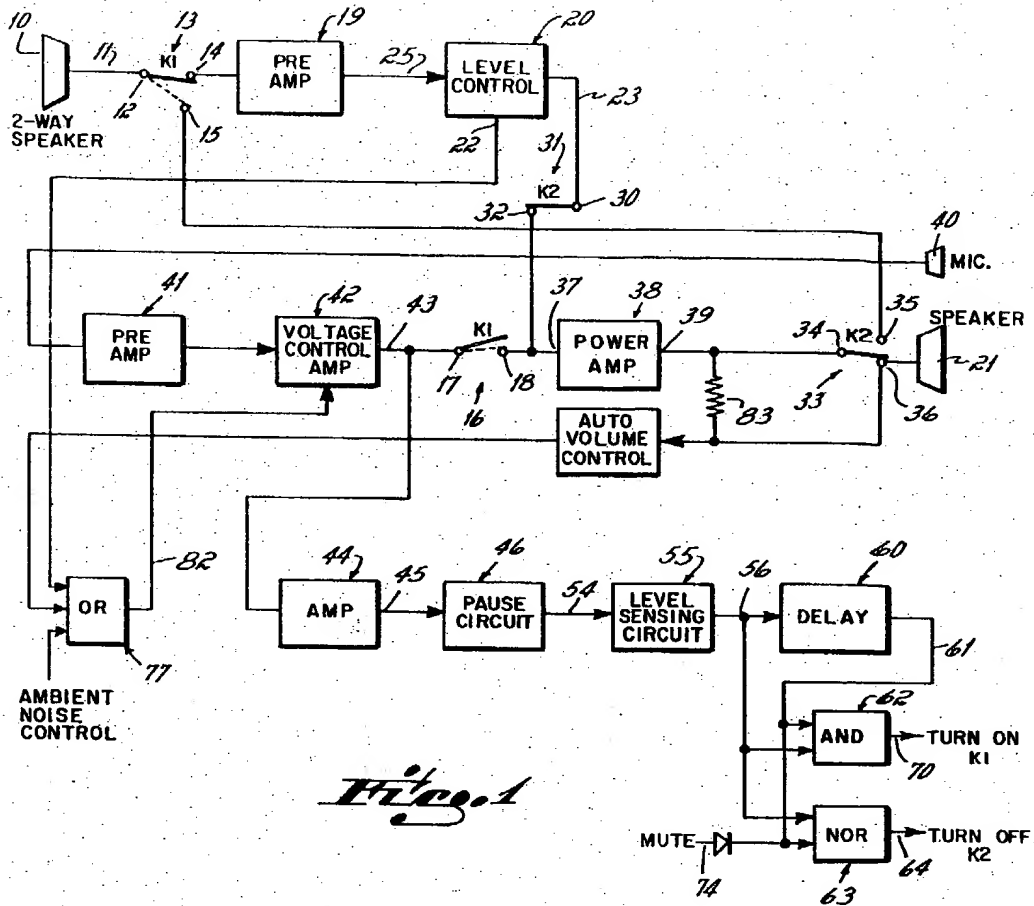 10
11
2-WAY
SPEAKER
12
13
K1
14
15
19
PRE
AMP
25
20
LEVEL
CONTROL
22
23
31
K2
32
30
40
MIC.
41
PRE
AMP
42
VOLTAGE
CONTROL
AMP
43
K1
17
18
16
37
38
POWER
AMP
39
83
34
K2
35
33
36
SPEAKER
21
AUTO
VOLUME
CONTROL
82
OR
77
AMBIENT
NOISE
CONTROL
44
AMP
45
46
PAUSE
CIRCUIT
54
55
LEVEL
SENSING
CIRCUIT
56
60
DELAY
61
62
AND
70
TURN ON
K1
MUTE
74
NOR
63
64
TURN OFF
K2
Fig. 1